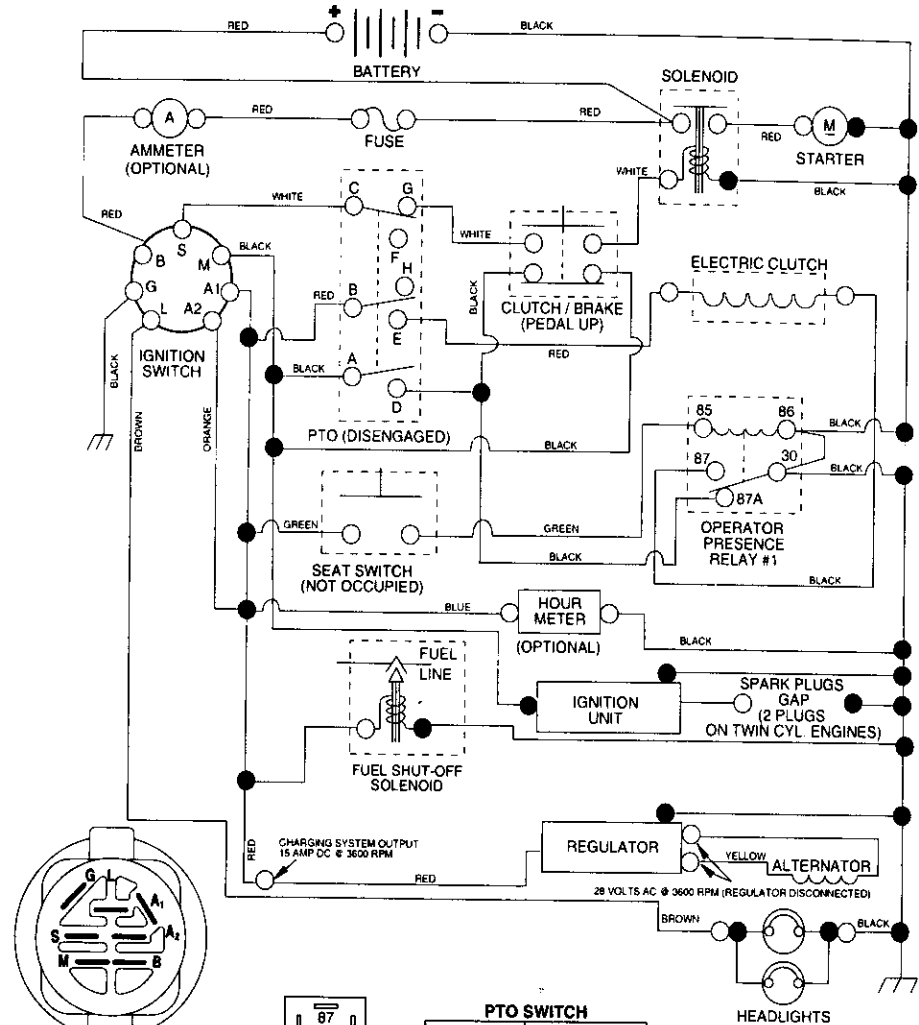 +
-
RED
BLACK
BATTERY
SOLENOID
A
RED
FUSE
RED
RED
M
STARTER
AMMETER
(OPTIONAL)
WHITE
BLACK
RED
WHITE
C
G
S
B
M
BLACK
F
WHITE
G
A1
H
ELECTRIC CLUTCH
L
A2
RED
B
BLACK
CLUTCH / BRAKE
(PEDAL UP)
E
RED
IGNITION
SWITCH
BLACK
A
BLACK
D
BROWN
ORANGE
PTO (DISENGAGED)
BLACK
85
86
BLACK
87
30
BLACK
87A
GREEN
GREEN
OPERATOR
PRESENCE
RELAY #1
BLACK
SEAT SWITCH
(NOT OCCUPIED)
BLACK
BLUE
HOUR
METER
(OPTIONAL)
BLACK
FUEL
LINE
IGNITION
UNIT
SPARK PLUGS
GAP
(2 PLUGS
ON TWIN CYL. ENGINES)
FUEL SHUT-OFF
SOLENOID
RED
CHARGING SYSTEM OUTPUT
15 AMP DC @ 3600 RPM
RED
REGULATOR
YELLOW
ALTERNATOR
28 VOLTS AC @ 3600 RPM (REGULATOR DISCONNECTED)
BROWN
BLACK
HEADLIGHTS
G
L
A1
S
A2
M
B
87
PTO SWITCH